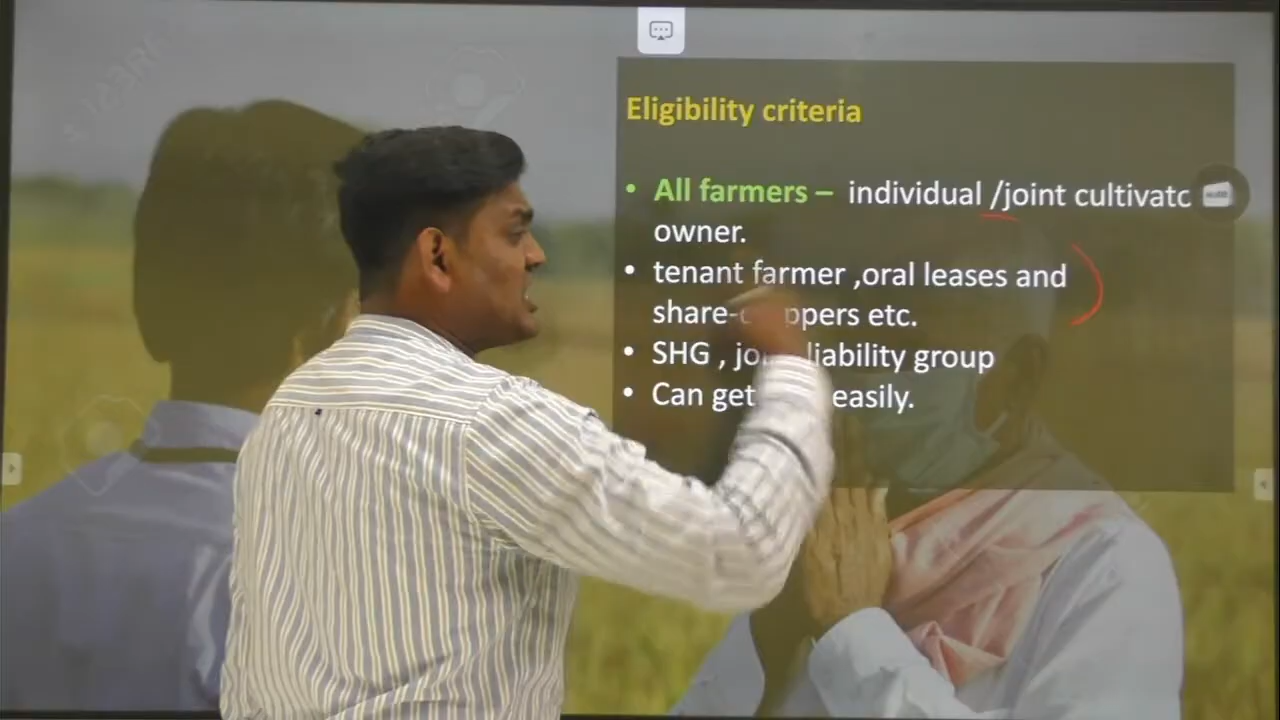 Eligibility criteria
• All farmers – individual /joint cultivatc
owner.
• tenant farmer ,oral leases and
share- ppers etc.
• SHG , liability group
• Can get easily.